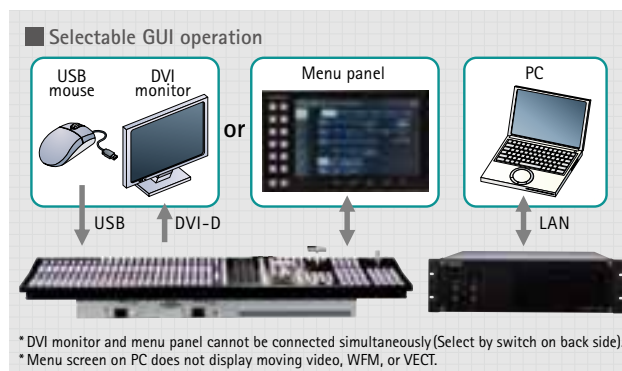 Selectable GUI operation
USB
mouse
DVI
monitor
or
Menu panel
PC
USB
DVI-D
LAN
* DVI monitor and menu panel cannot be connected simultaneously (Select by switch on back side).
* Menu screen on PC does not display moving video, WFM, or VECT.